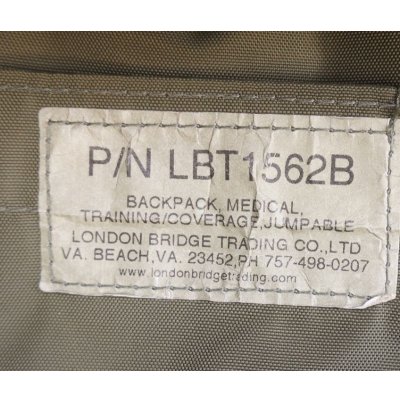 P/N LBT1562B
BACKPACK, MEDICAL,
TRAINING/COVERAGE,JUMPABLE
LONDON BRIDGE TRADING CO.,LTD
VA. BEACH,VA. 23452,PH 757-498-0207
www.londonbridgetrading.com